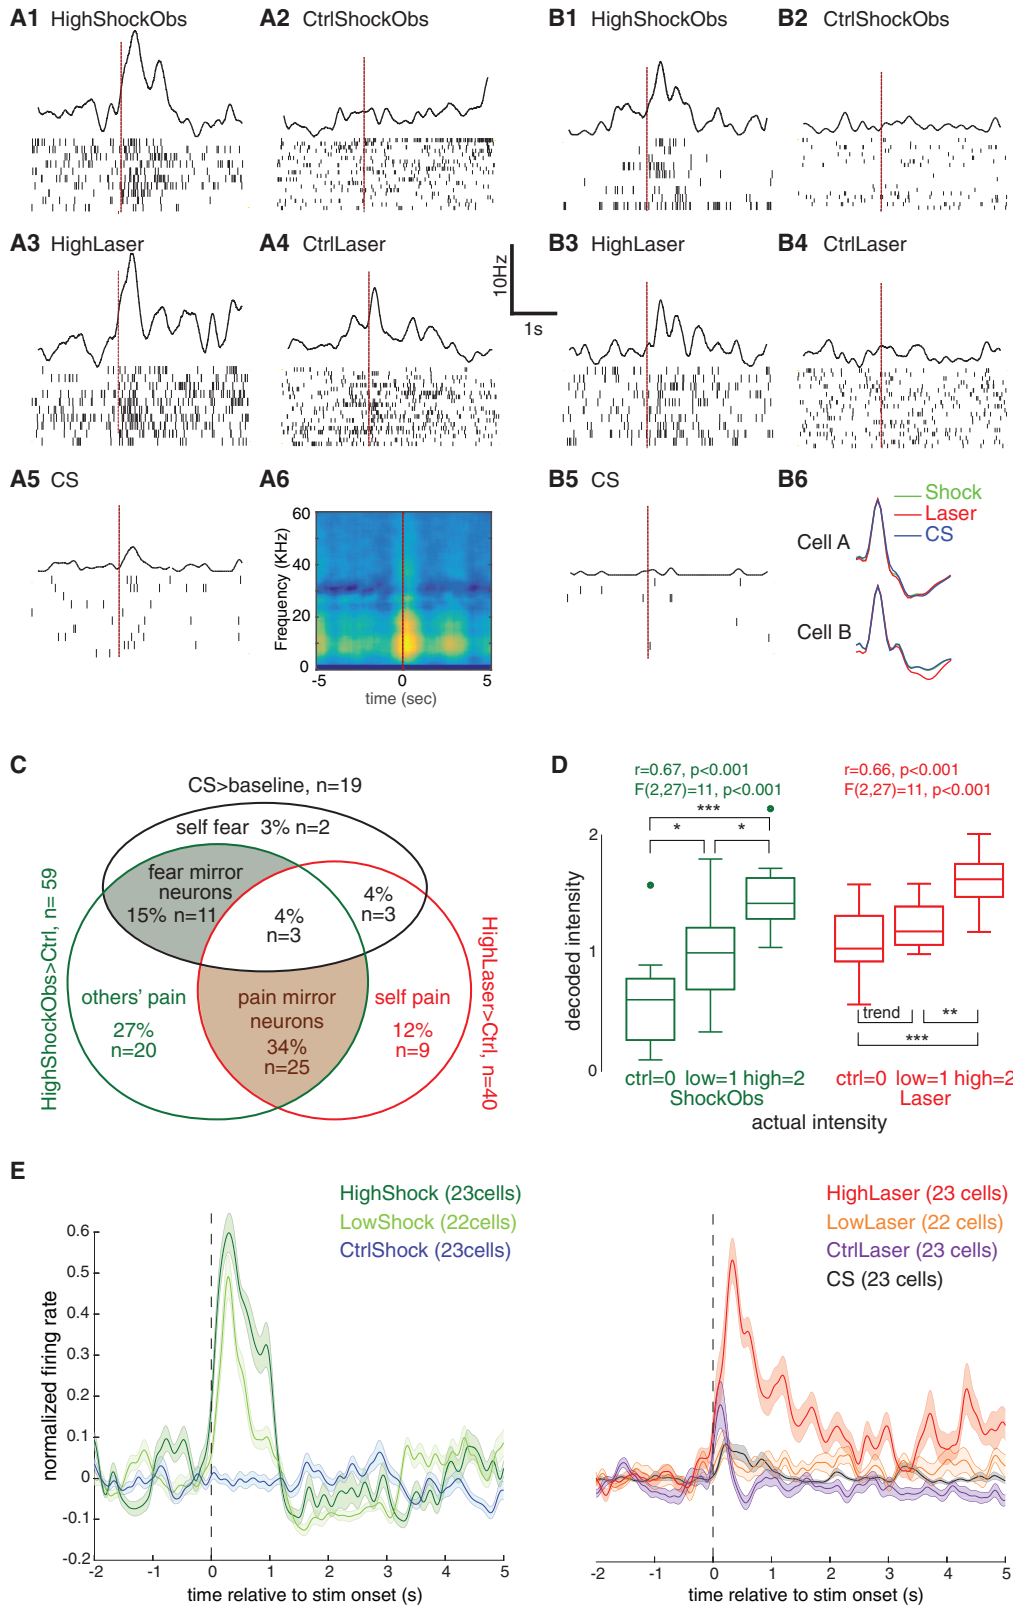 A1 HighShockObs
A2 CtrlShockObs
B1 HighShockObs
B2 CtrlShockObs
A3 HighLaser
A4 CtrlLaser
10Hz
1s
B3 HighLaser
B4 CtrlLaser
A5 CS
A6
Frequency (KHz)
60
40
20
0
-5
0
5
time (sec)
B5 CS
B6
Shock
Laser
CS
Cell A
Cell B
C
CS>baseline, n=19
self fear 3% n=2
fear mirror
neurons
15% n=11
4%
n=3
4%
n=3
HighShockObs>Ctrl, n= 59
HighLaser>Ctrl, n=40
others' pain
27%
n=20
pain mirror
neurons
34%
n=25
self pain
12%
n=9
D
r=0.67, p<0.001
F(2,27)=11, p<0.001
r=0.66, p<0.001
F(2,27)=11, p<0.001
***
*
*
2
1
0
decoded intensity
trend
**
***
ctrl=0 low=1 high=2
ShockObs
ctrl=0 low=1 high=2
Laser
actual intensity
E
HighShock (23cells)
LowShock (22cells)
CtrlShock (23cells)
normalized firing rate
0.6
0.5
0.4
0.3
0.2
0.1
0
-0.1
-0.2
-2 -1 0 1 2 3 4 5
time relative to stim onset (s)
HighLaser (23 cells)
LowLaser (22 cells)
CtrlLaser (23 cells)
CS (23 cells)
-2 -1 0 1 2 3 4 5
time relative to stim onset (s)